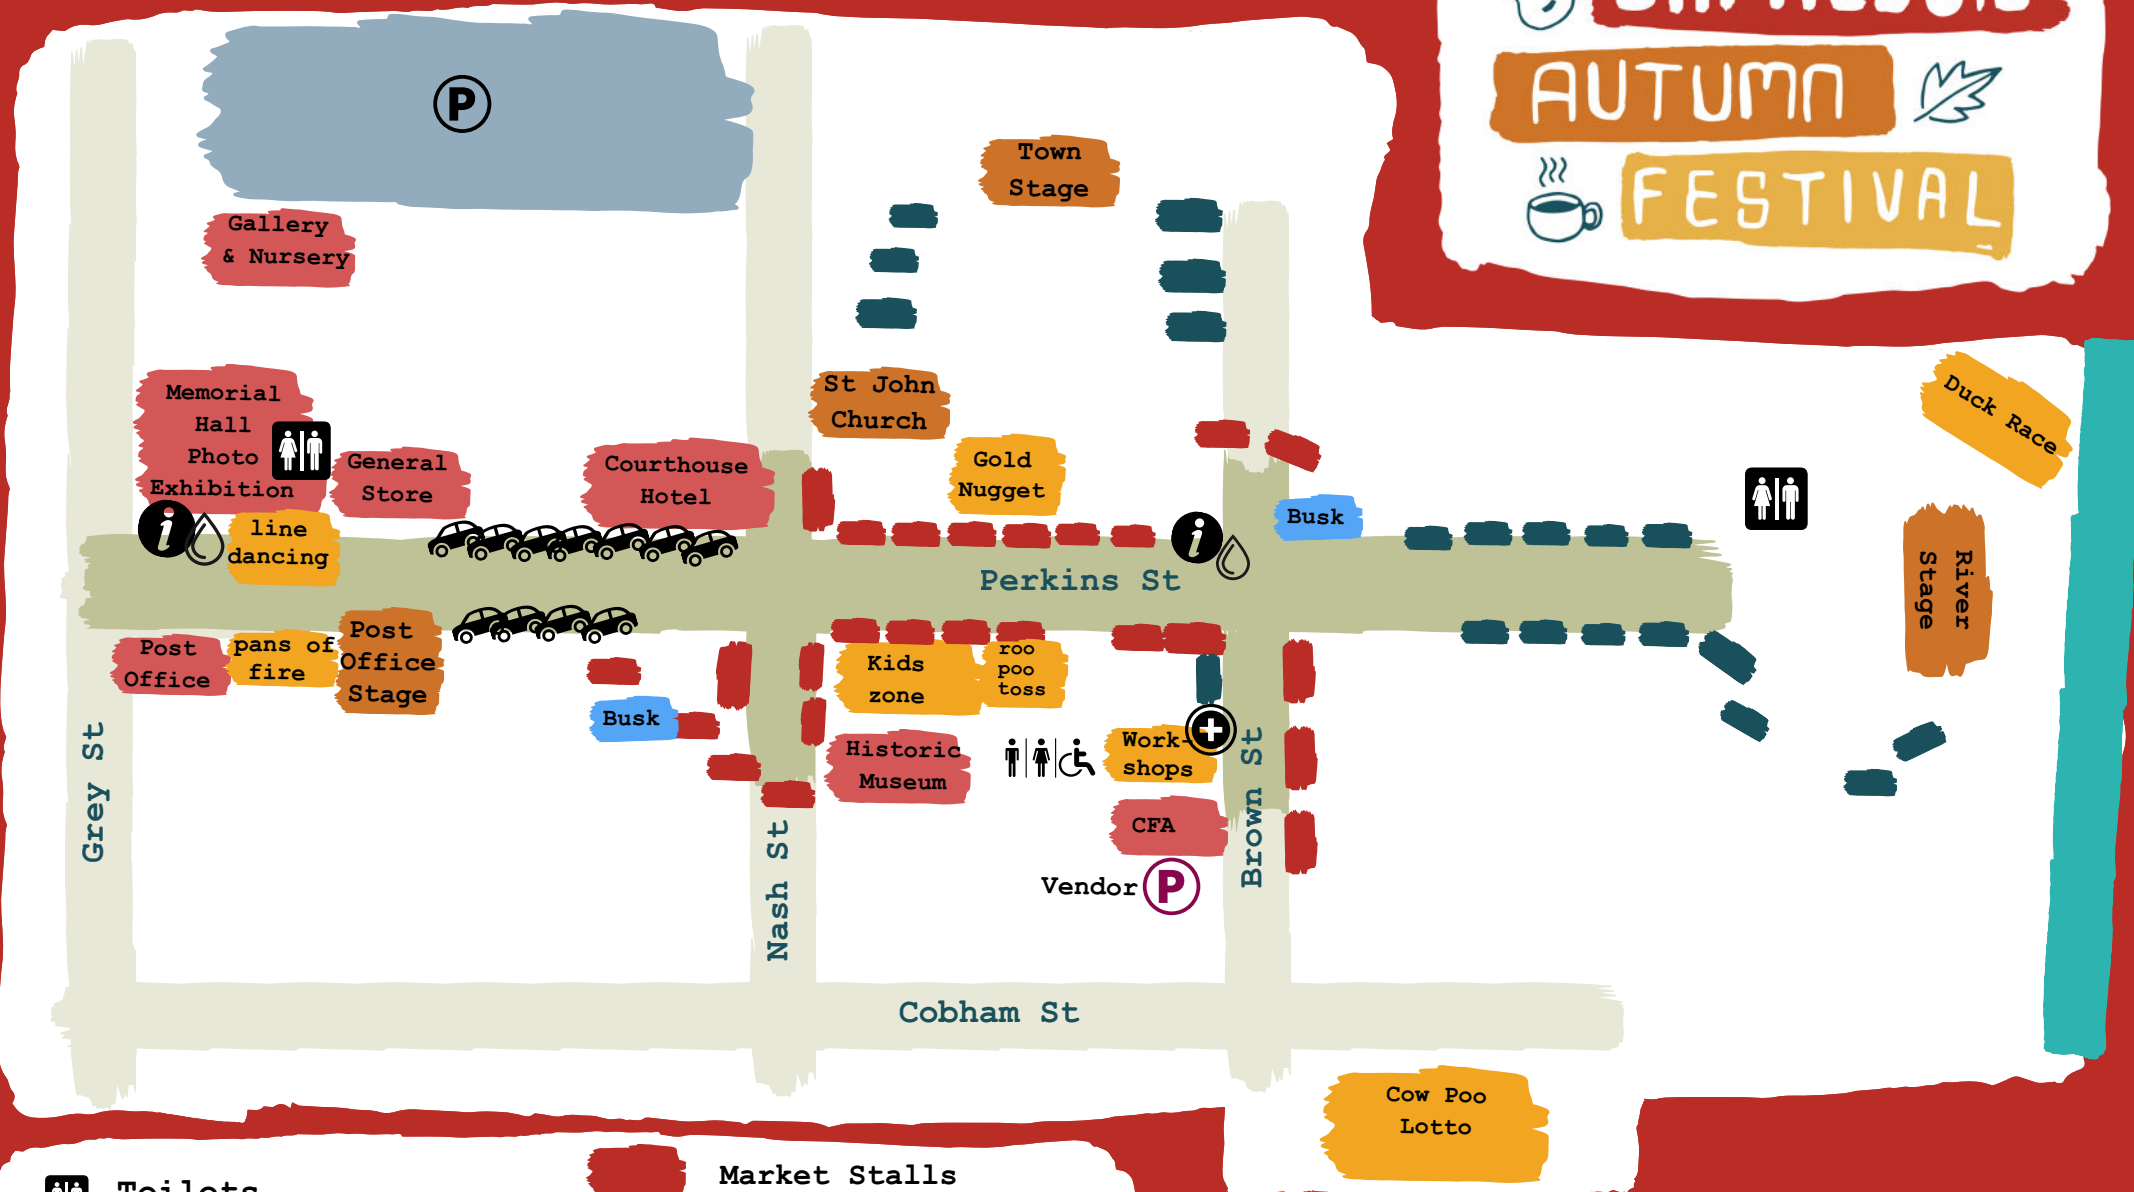 AUTUMN
FESTIVAL
P
Town
Stage
Gallery
& Nursery
Memorial
Hall
Photo
Exhibition
General
Store
Courthouse
Hotel
St John
Church
Gold
Nugget
Duck Race
i
line
dancing
i
Busk
River
Stage
Perkins St
Post
Office
pans of
fire
Post
Office
Stage
Busk
Kids
zone
roo
poo
toss
Historic
Museum
Work-
shops
CFA
Vendor P
Grey St
Nash St
Brown St
Cobham St
Cow Poo
Lotto
Market Stalls
Toilets